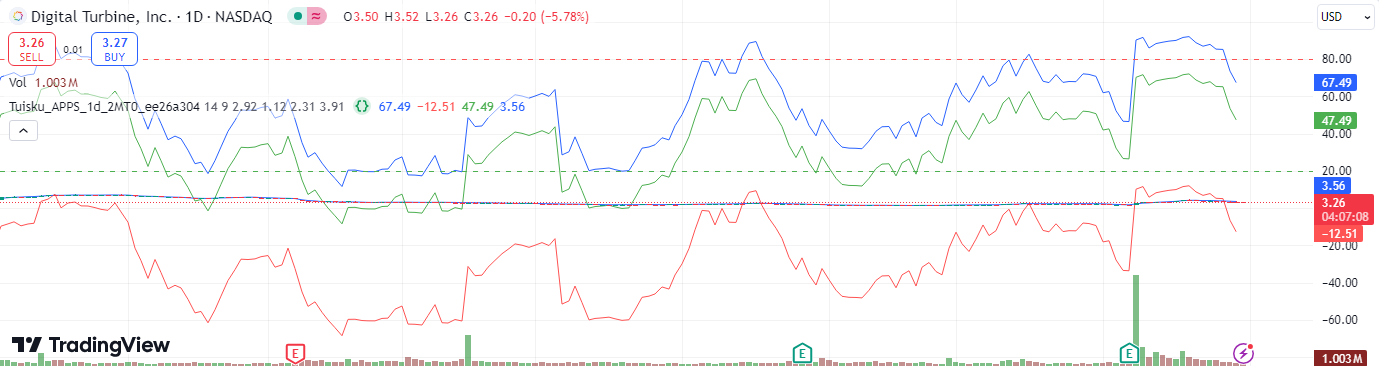 Digital Turbine, Inc. · 1D · NASDAQ O3.50 H3.52 L3.26 C3.26 −0.20 (−5.78%)
USD
3.26
SELL
0.01
3.27
BUY
Vol 1.003M
Tuisku_APPS_1d_2MT0_ee26a304 14 9 2.92 1.12 2.31 3.91 {} 67.49 −12.51 47.49 3.56
80.00
67.49
60.00
47.49
40.00
20.00
3.56
3.26
04:07:08
−12.51
−20.00
−40.00
−60.00
TradingView
E
E
E
1.003M